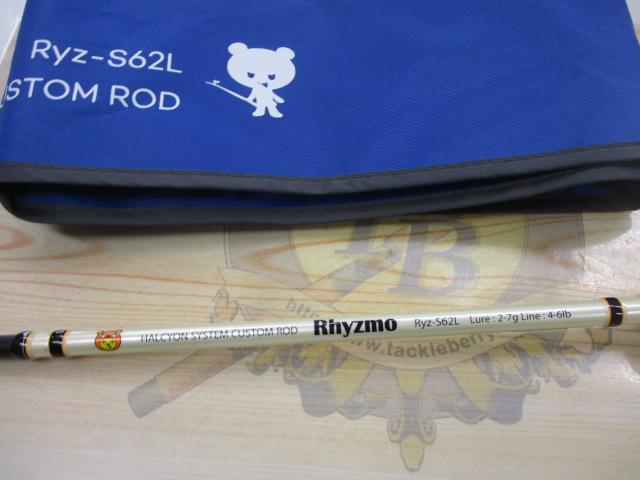 Ryz-S62L
STOM ROD
HALCYON SYSTEM CUSTOM ROD Rhyzmo Ryz-S62L Lure : 2-7g Line : 4-6lb
TB
www.tackleberry